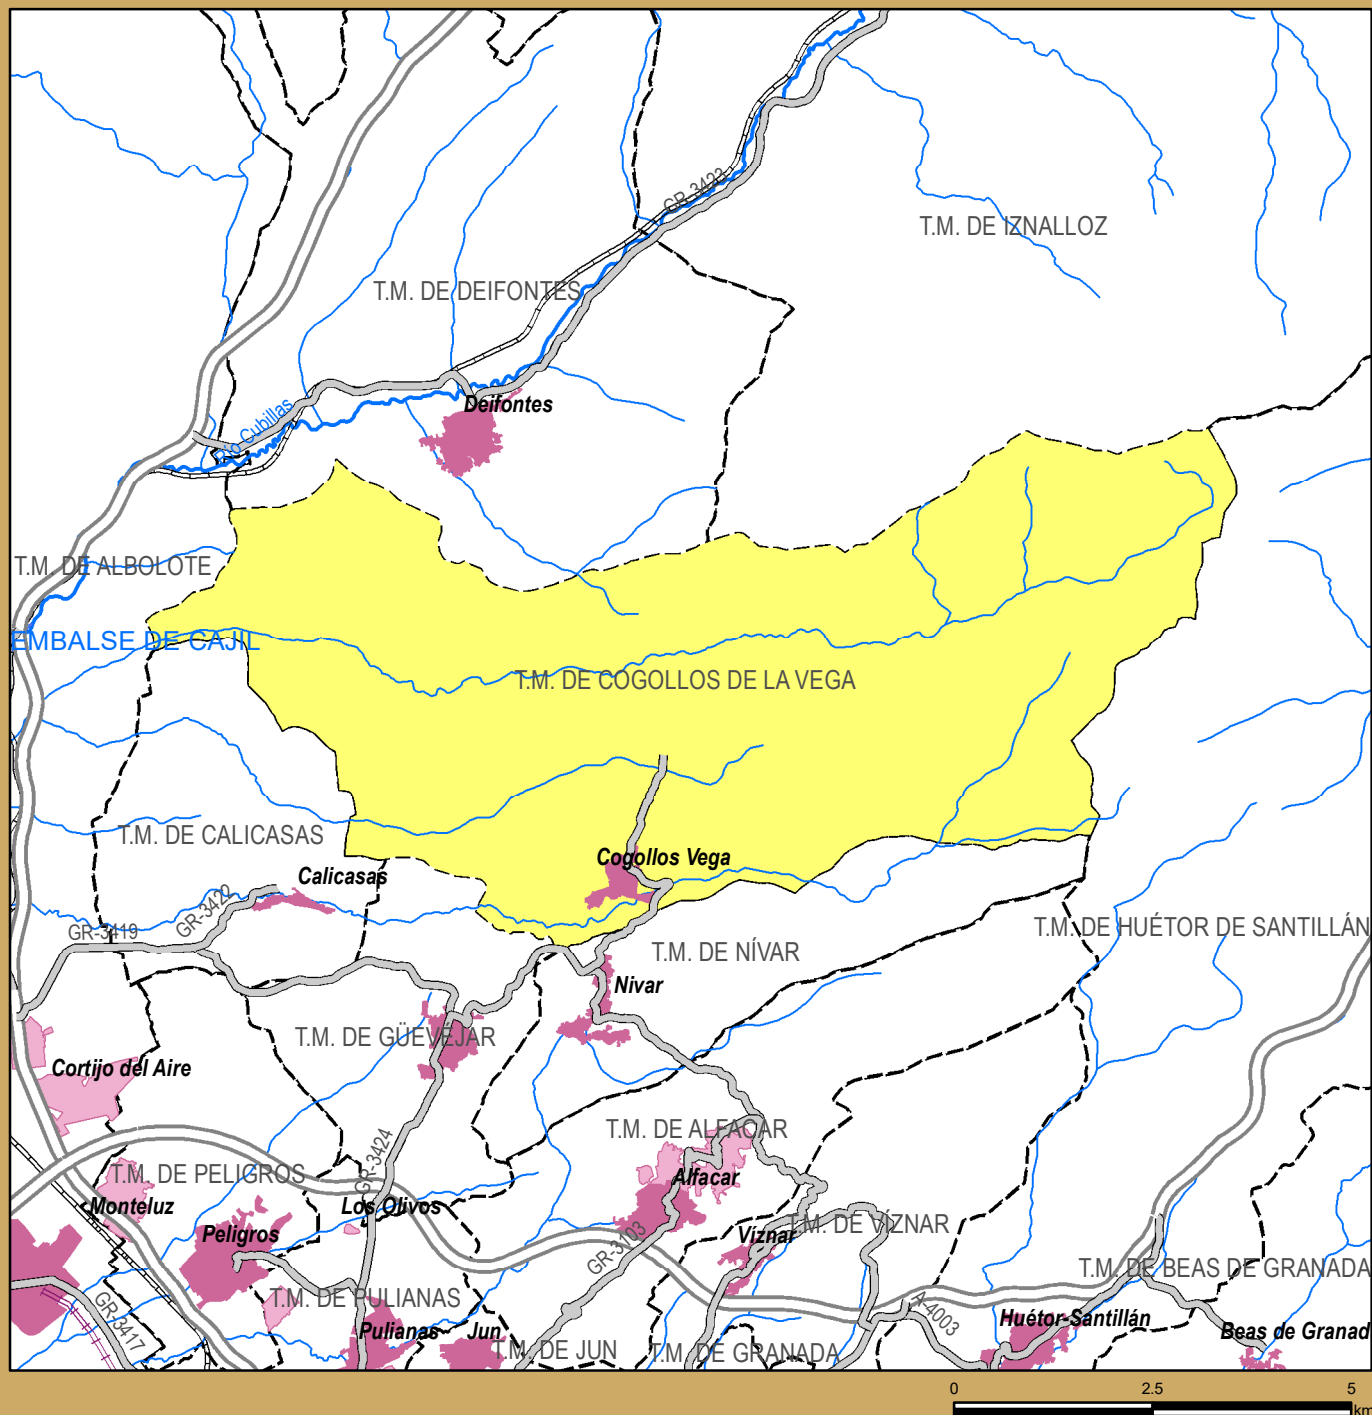 GR-3423
T.M. DE IZNALLOZ
T.M. DE DEIFONTES
Deifontes
Río Cubillas
T.M. DE ALBOLOTE
EMBALSE DE CAJIL
T.M. DE COGOLLOS DE LA VEGA
T.M. DE CALICASAS
Cogollos Vega
Calicasas
GR-3422
GR-3419
T.M. DE HUÉTOR DE SANTILLÁN
T.M. DE NÍVAR
Nivar
T.M. DE GÜEVÉJAR
Cortijo del Aire
T.M. DE ALFACAR
GR-3424
T.M. DE PELIGROS
Alfacar
Monteluz
Los Olivos
Peligros
Víznar
T.M. DE VÍZNAR
GR-3103
T.M. DE BEAS DE GRANADA
T.M. DE PULIANAS
GR-3417
A-4003
Huétor-Santillán
Pulianas
Jun
Beas de Granad
T.M. DE JUN
T.M. DE GRANADA
0
2.5
5
km